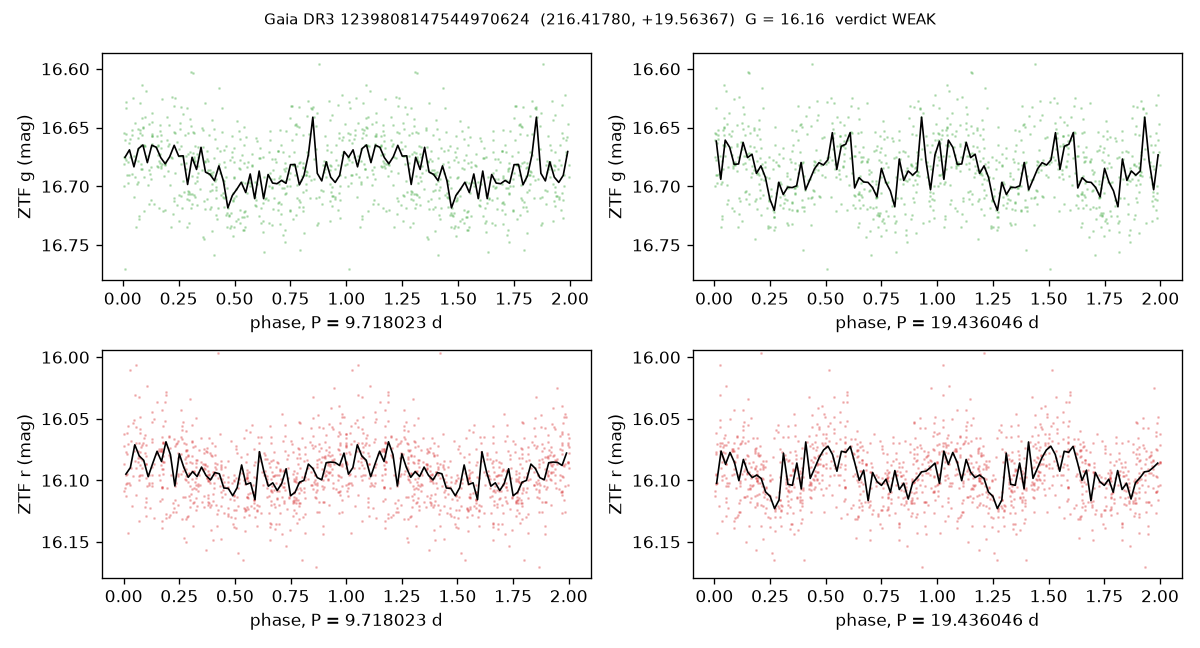 Gaia DR3 1239808147544970624  (216.41780, +19.56367)  G = 16.16  verdict WEAK
ZTF g (mag)
16.60
16.65
16.70
16.75
0.00 0.25 0.50 0.75 1.00 1.25 1.50 1.75 2.00
phase, P = 9.718023 d
ZTF g (mag)
16.60
16.65
16.70
16.75
0.00 0.25 0.50 0.75 1.00 1.25 1.50 1.75 2.00
phase, P = 19.436046 d
ZTF r (mag)
16.00
16.05
16.10
16.15
0.00 0.25 0.50 0.75 1.00 1.25 1.50 1.75 2.00
phase, P = 9.718023 d
ZTF r (mag)
16.00
16.05
16.10
16.15
0.00 0.25 0.50 0.75 1.00 1.25 1.50 1.75 2.00
phase, P = 19.436046 d